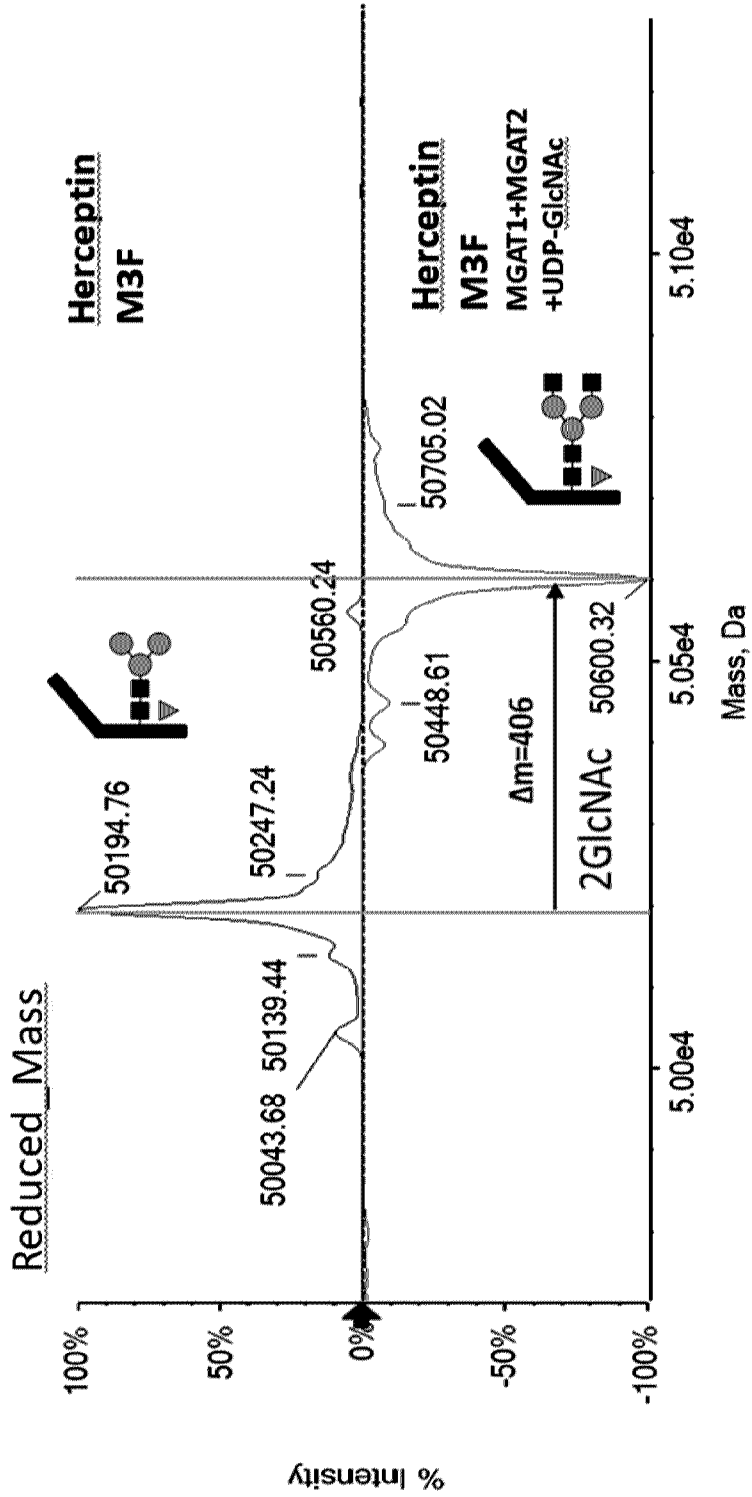 Reduced Mass
Herceptin
M3F
50194.76
50247.24
50139.44
50043.68
50560.24
100%
50%
0%
-50%
-100%
% Intensity
Herceptin
M3F
MGAT1+MGAT2
+UDP-GlcNAc
50705.02
50448.61
50600.32
Δm=406
2GlcNAc
5.00e4
5.05e4
5.10e4
Mass, Da